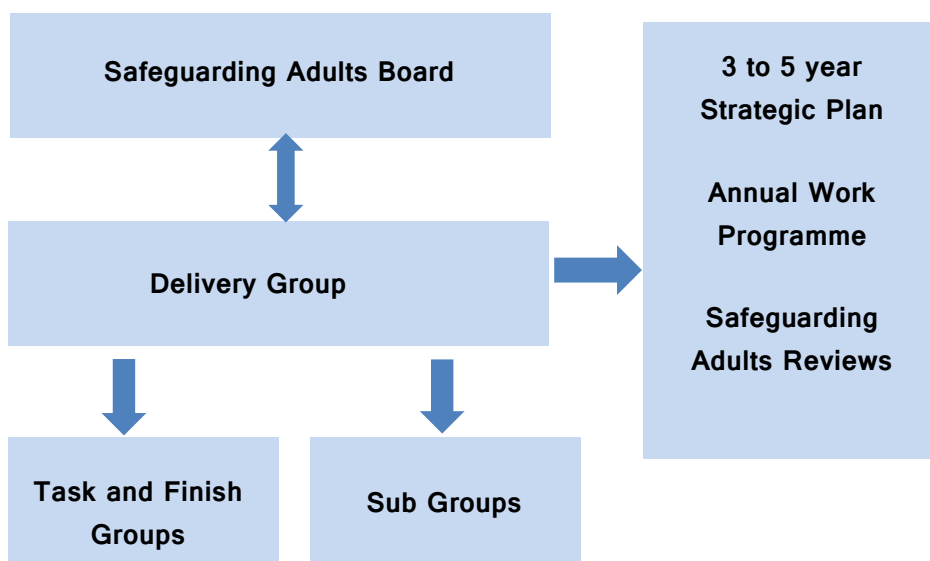 Safeguarding Adults Board
3 to 5 year
Strategic Plan
Annual Work
Programme
Safeguarding
Adults Reviews
Delivery Group
Task and Finish
Groups
Sub Groups